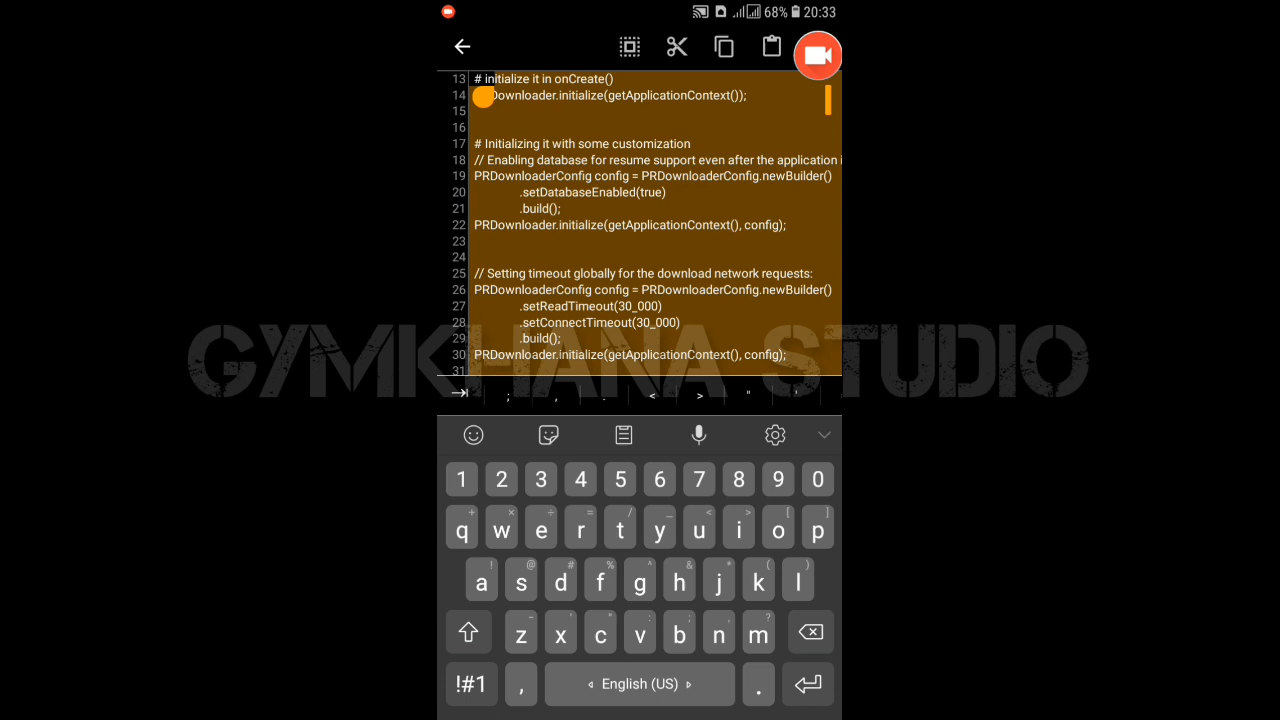 68% 20:33
13 # initialize it in onCreate()
14 Downloader.initialize(getApplicationContext());
15
16
17 # Initializing it with some customization
18 // Enabling database for resume support even after the application i
19 PRDownloaderConfig config = PRDownloaderConfig.newBuilder()
20 .setDatabaseEnabled(true)
21 .build();
22 PRDownloader.initialize(getApplicationContext(), config);
23
24
25 // Setting timeout globally for the download network requests:
26 PRDownloaderConfig config = PRDownloaderConfig.newBuilder()
27 .setReadTimeout(30_000)
28 .setConnectTimeout(30_000)
29 .build();
30 PRDownloader.initialize(getApplicationContext(), config);
31
GYMKHANA STUDIO
; , . < > " '
1 2 3 4 5 6 7 8 9 0
+ × ÷ = / _ < > [ ]
q w e r t y u i o p
! @ # % ^ & * ( )
a s d f g h j k l
- ' " : ; , ?
z x c v b n m
!#1 , English (US) .